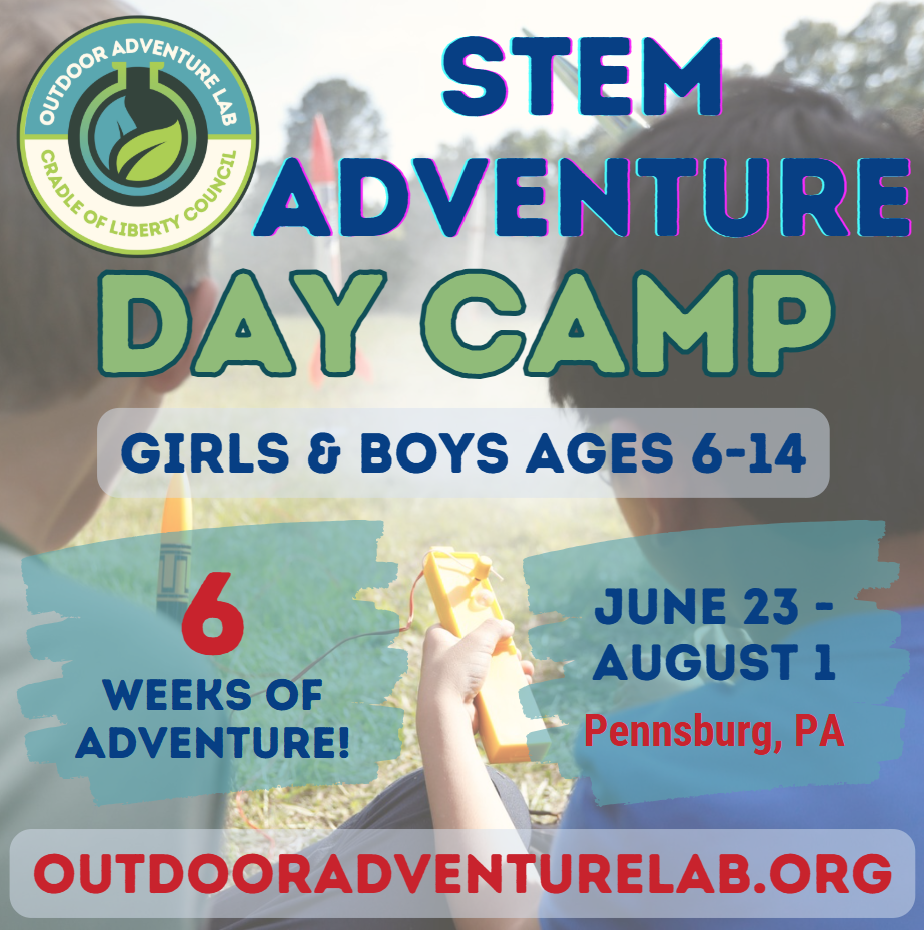 OUTDOOR ADVENTURE LAB
CRADLE OF LIBERTY COUNCIL
STEM
ADVENTURE
DAY CAMP
GIRLS & BOYS AGES 6-14
6
WEEKS OF
ADVENTURE!
JUNE 23 -
AUGUST 1
Pennsburg, PA
OUTDOORADVENTURELAB.ORG